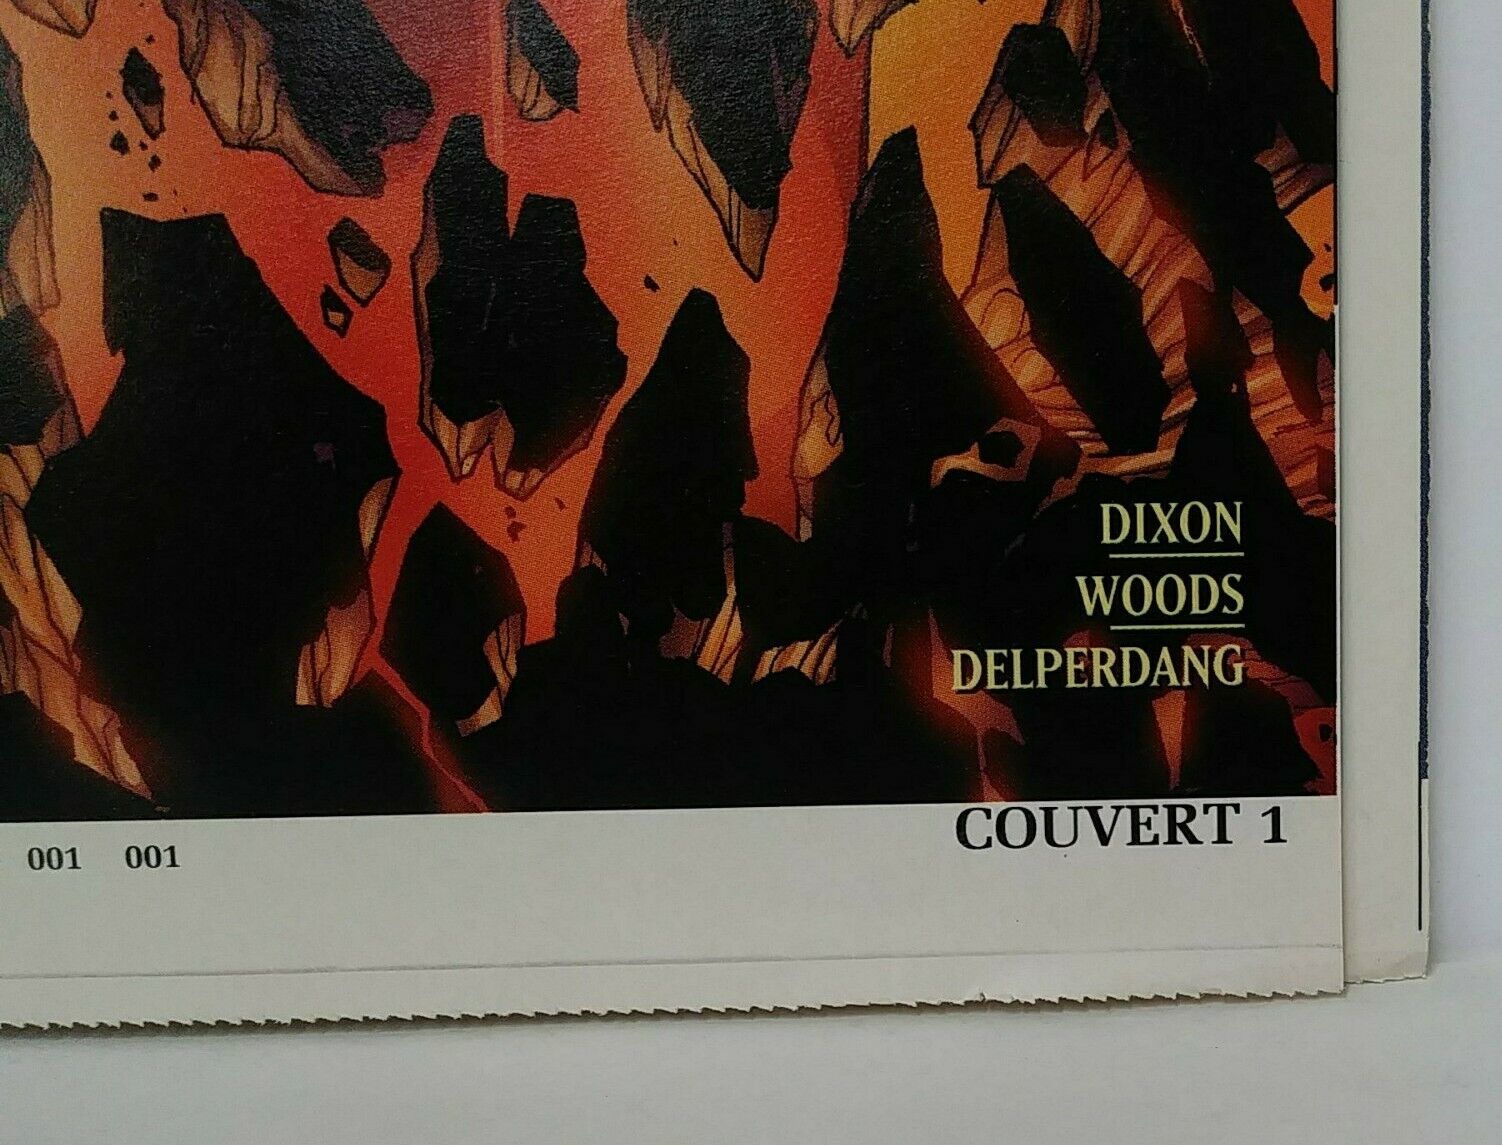 DIXON
WOODS
DELPERDANG
COUVERT 1
001 001